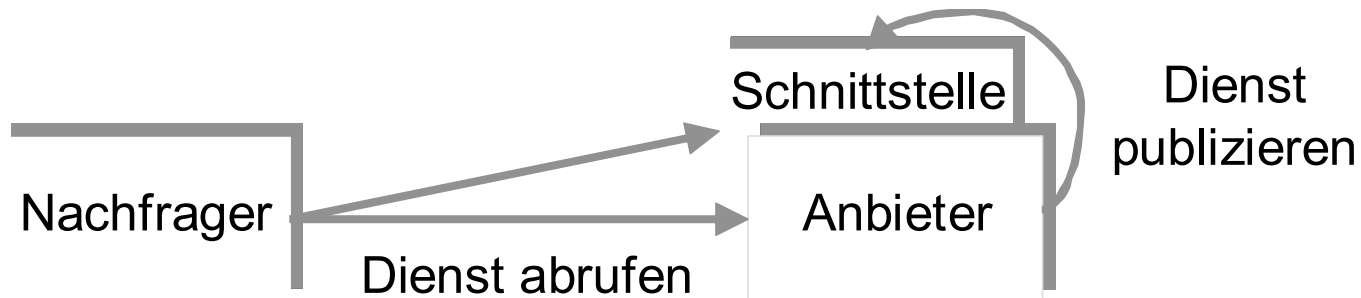 Schnittstelle
Dienst
publizieren
Nachfrager
Anbieter
Dienst abrufen